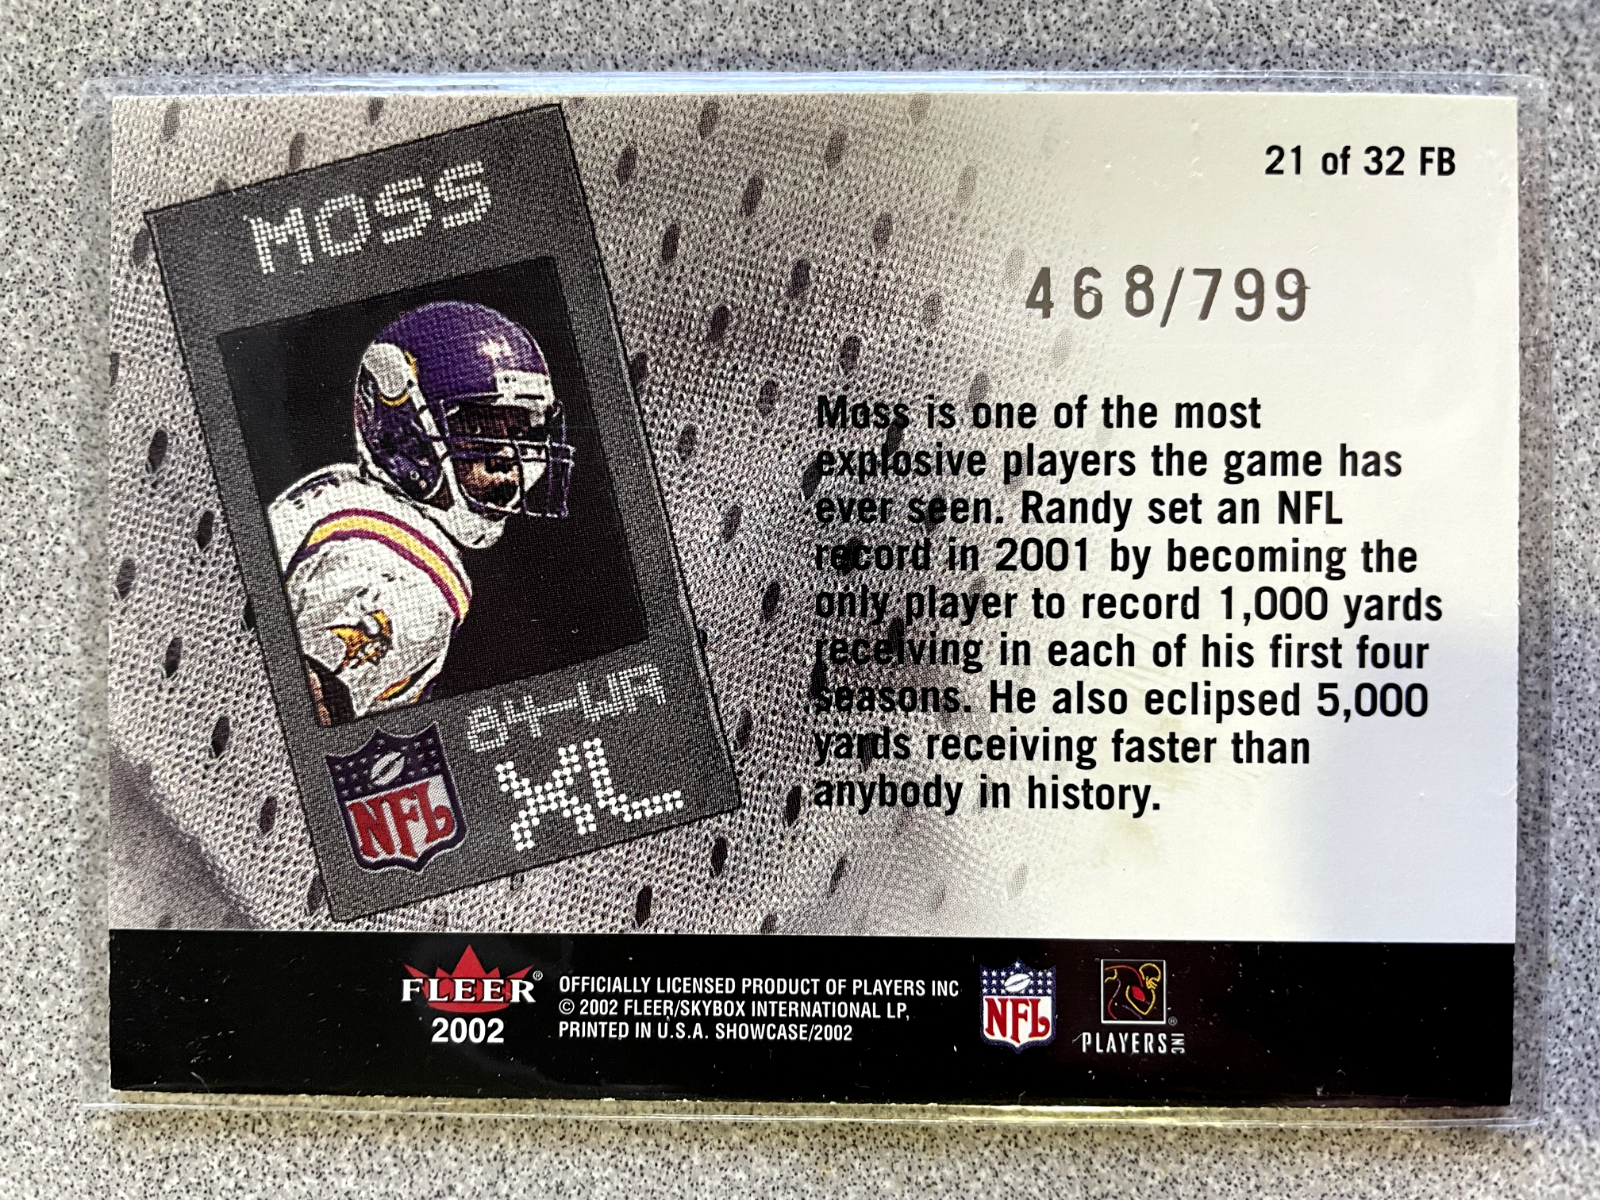 MOSS
84-WR
XL
NFL
21 of 32 FB
468/799
Moss is one of the most
explosive players the game has
ever seen. Randy set an NFL
record in 2001 by becoming the
only player to record 1,000 yards
receiving in each of his first four
seasons. He also eclipsed 5,000
yards receiving faster than
anybody in history.
FLEER®
2002
OFFICIALLY LICENSED PRODUCT OF PLAYERS INC
© 2002 FLEER/SKYBOX INTERNATIONAL LP,
PRINTED IN U.S.A. SHOWCASE/2002
NFL
®
PLAYERS INC